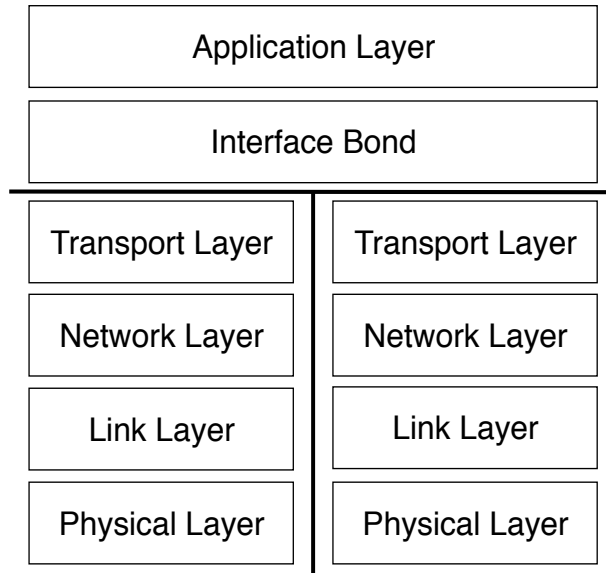 Application Layer
Interface Bond
Transport Layer
Transport Layer
Network Layer
Network Layer
Link Layer
Link Layer
Physical Layer
Physical Layer